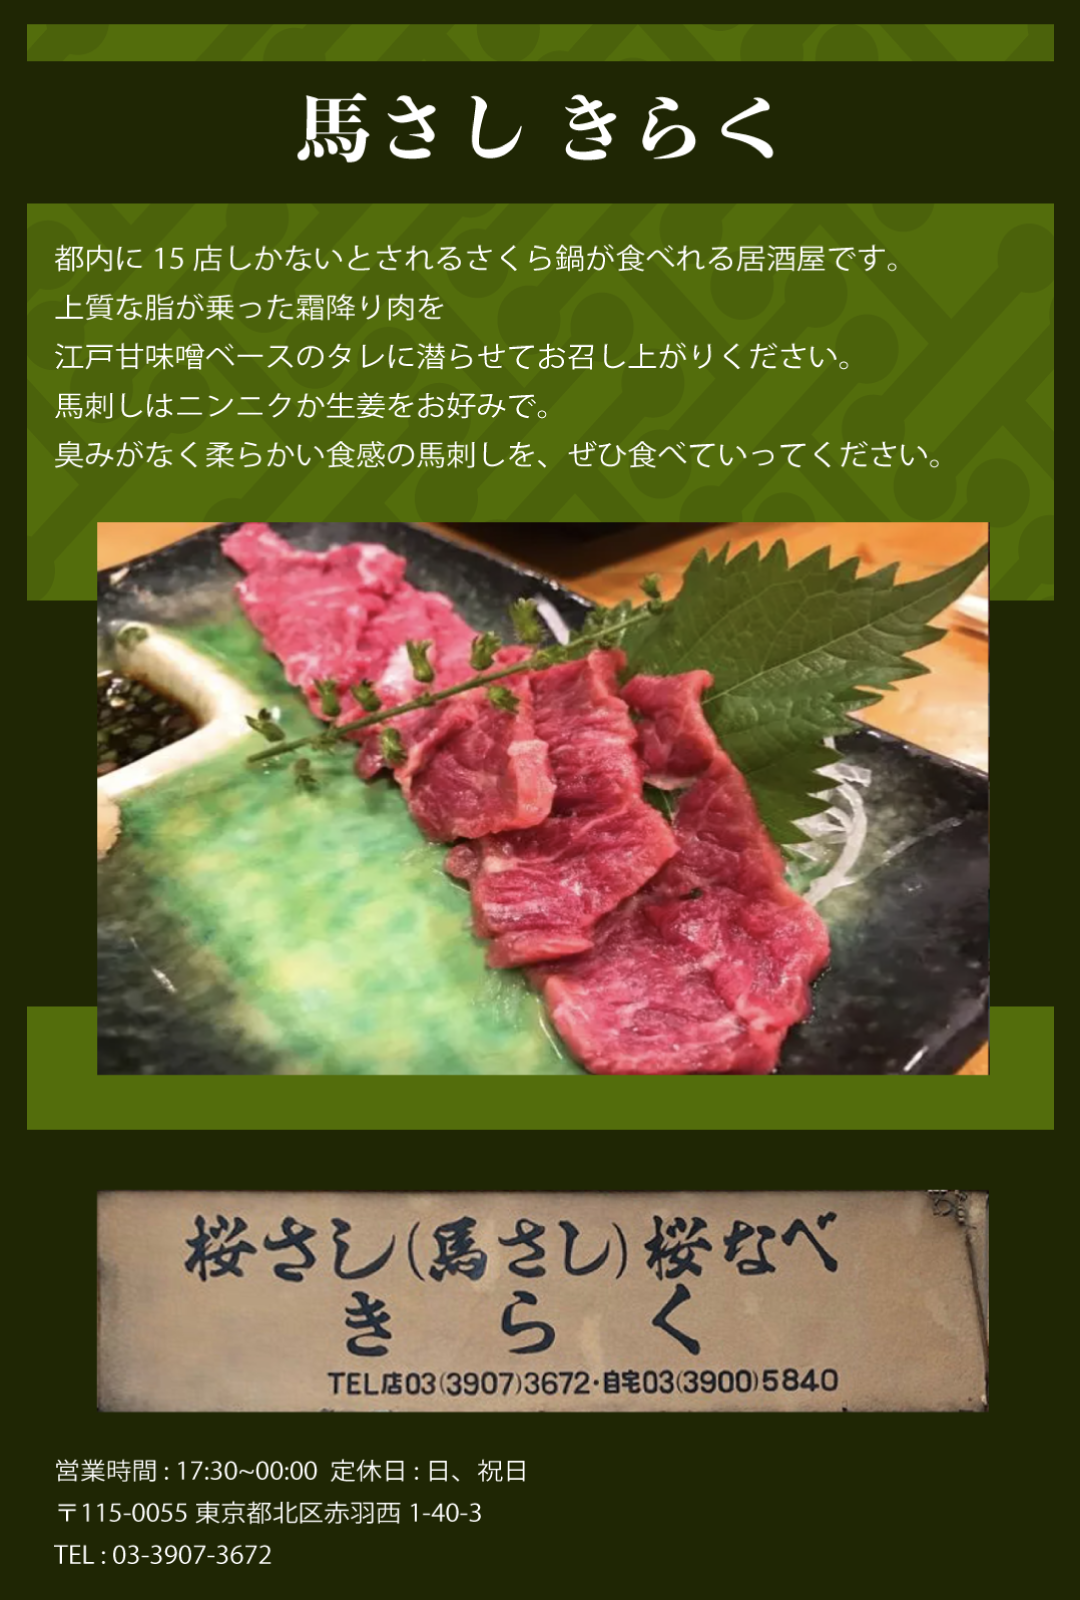 馬さし きらく
都内に 15 店しかないとされるさくら鍋が食べれる居酒屋です。
上質な脂が乗った霜降り肉を
江戸甘味噌ベースのタレに潜らせてお召し上がりください。
馬刺しはニンニクか生姜をお好みで。
臭みがなく柔らかい食感の馬刺しを、ぜひ食べていってください。
桜さし(馬さし)桜なべ
きらく
TEL店03(3907)3672・自宅03(3900)5840
営業時間 : 17:30~00:00 定休日 : 日、祝日
〒115-0055 東京都北区赤羽西 1-40-3
TEL : 03-3907-3672